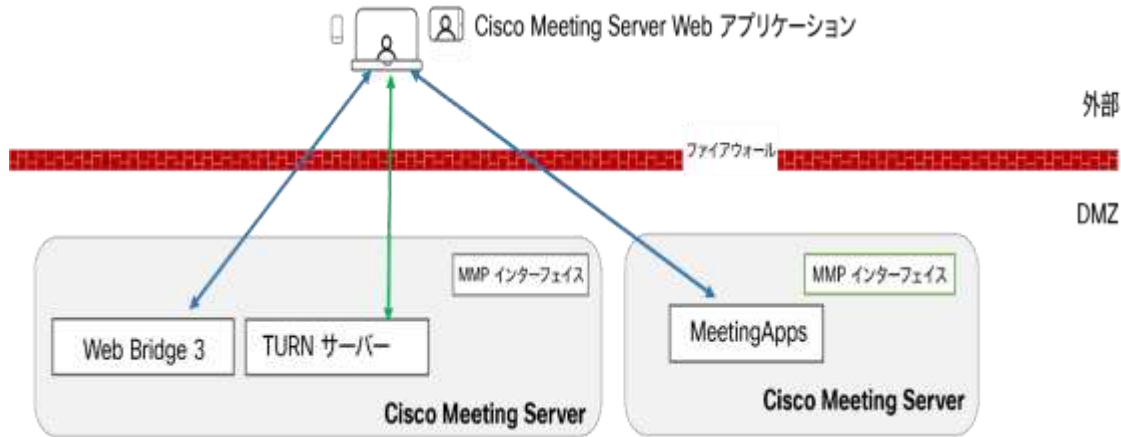 Cisco Meeting Server Web アプリケーション
外部
ファイアウォール
DMZ
MMP インターフェイス
MMP インターフェイス
Web Bridge 3
TURN サーバー
MeetingApps
Cisco Meeting Server
Cisco Meeting Server